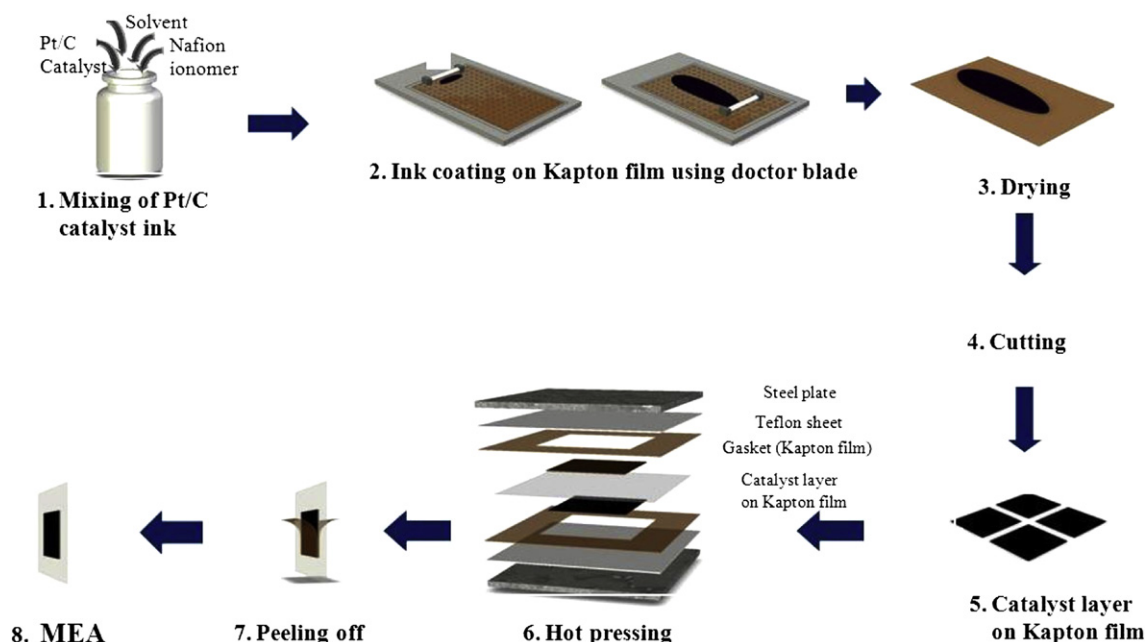 Solvent
Pt/C
Catalyst
Nafion
ionomer
1. Mixing of Pt/C
catalyst ink
2. Ink coating on Kapton film using doctor blade
3. Drying
4. Cutting
Steel plate
Teflon sheet
Gasket (Kapton film)
Catalyst layer
on Kapton film
5. Catalyst layer
on Kapton film
6. Hot pressing
7. Peeling off
8. MEA